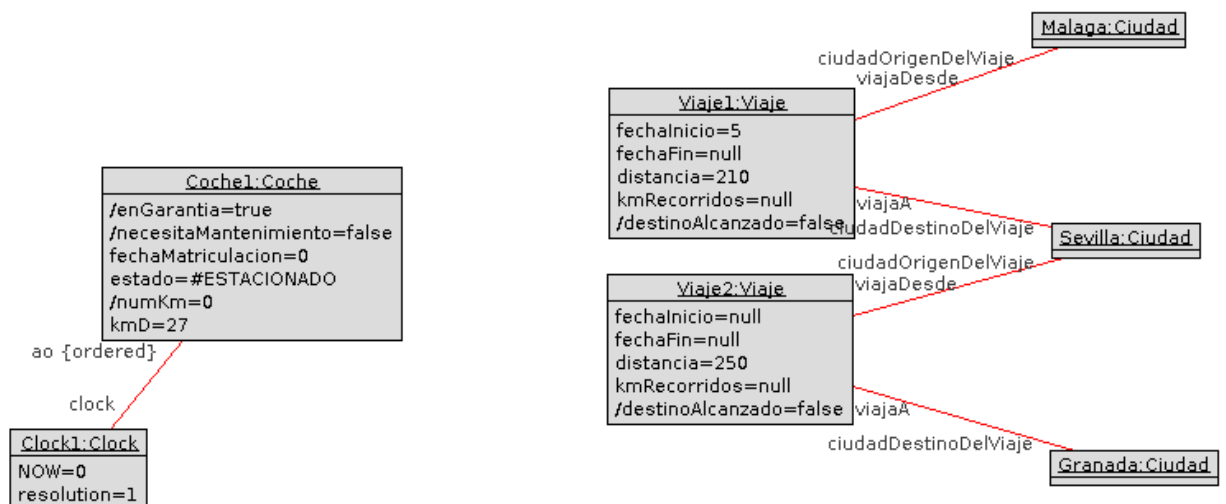 Malaga:Ciudad
ciudadOrigenDelViaje
viajaDesde
Viaje1:Viaje
fechaInicio=5
fechaFin=null
distancia=210
kmRecorridos=null
/destinoAlcanzado=false
viajaA
ciudadDestinoDelViaje
Sevilla:Ciudad
ciudadOrigenDelViaje
viajaDesde
Coche1:Coche
/enGarantia=true
/necesitaMantenimiento=false
fechaMatriculacion=0
estado=#ESTACIONADO
/numKm=0
kmD=27
ao {ordered}
clock
Clock1:Clock
NOW=0
resolution=1
Viaje2:Viaje
fechaInicio=null
fechaFin=null
distancia=250
kmRecorridos=null
/destinoAlcanzado=false
viajaA
ciudadDestinoDelViaje
Granada:Ciudad